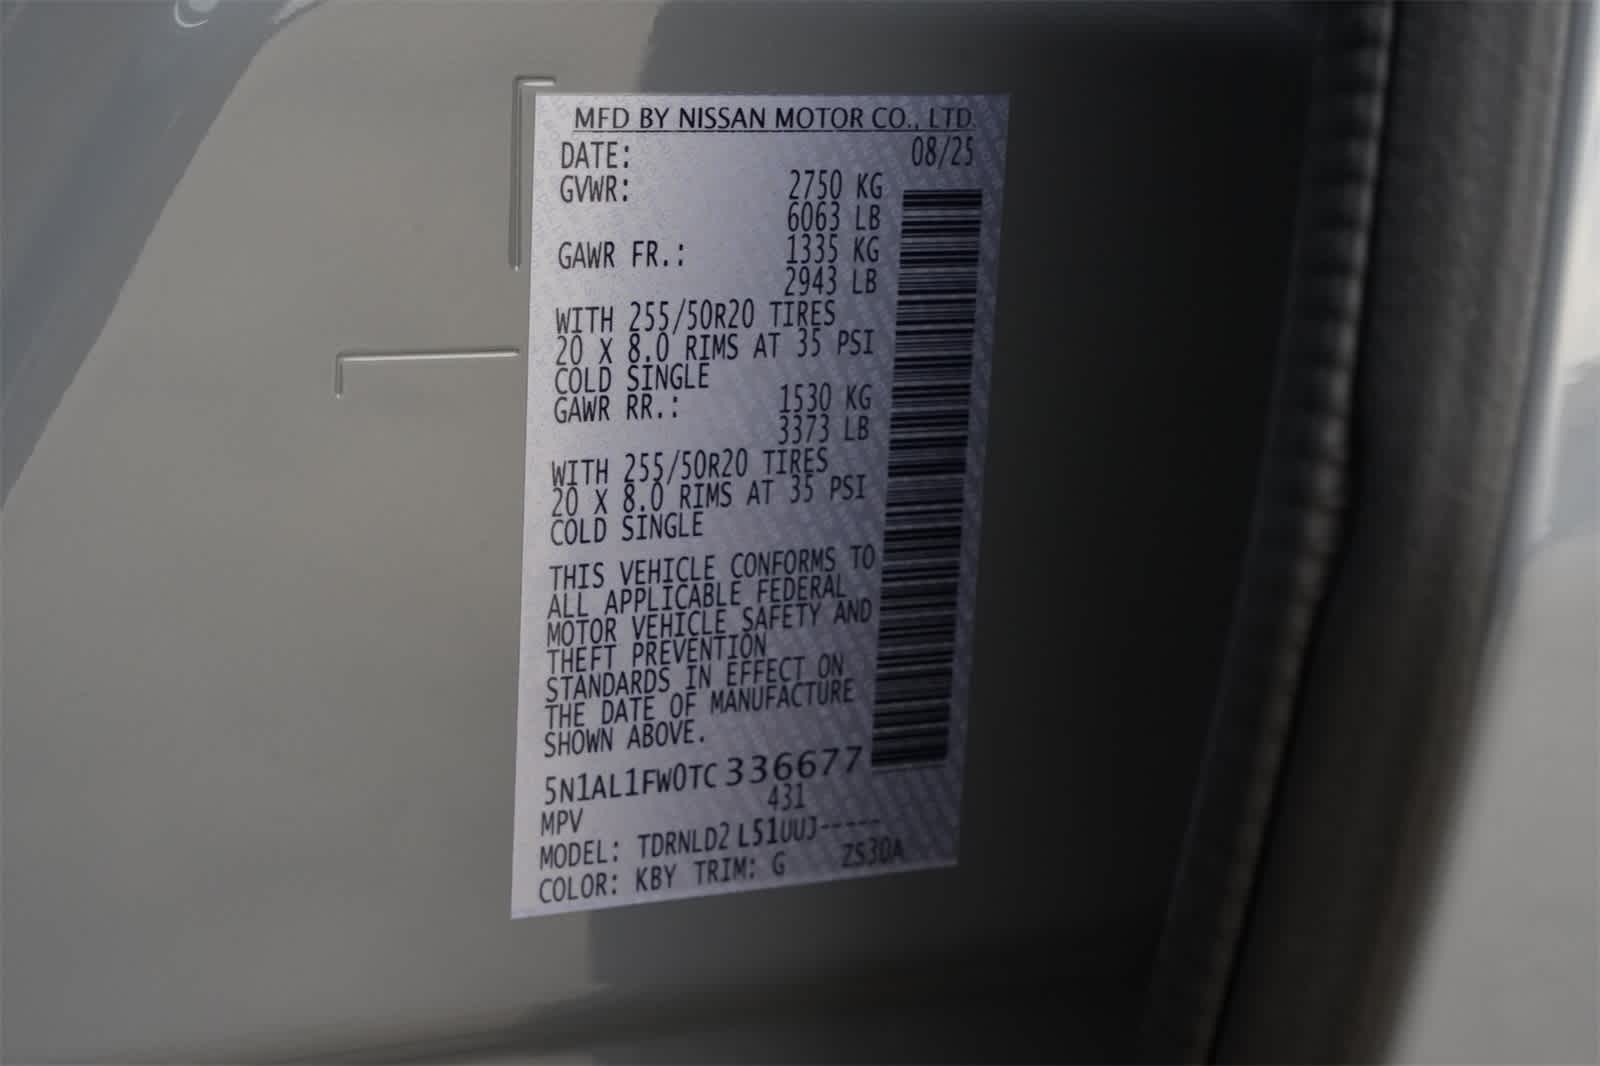 MFD BY NISSAN MOTOR CO., LTD.
DATE: 08/25
GVWR: 2750 KG
6063 LB
GAWR FR.: 1335 KG
2943 LB
WITH 255/50R20 TIRES
20 X 8.0 RIMS AT 35 PSI
COLD SINGLE
GAWR RR.: 1530 KG
3373 LB
WITH 255/50R20 TIRES
20 X 8.0 RIMS AT 35 PSI
COLD SINGLE
THIS VEHICLE CONFORMS TO
ALL APPLICABLE FEDERAL
MOTOR VEHICLE SAFETY AND
THEFT PREVENTION
STANDARDS IN EFFECT ON
THE DATE OF MANUFACTURE
SHOWN ABOVE.
5N1AL1FW0TC336677
MPV 431
MODEL: TDRNLD2 L51UUJ-----
COLOR: KBY TRIM: G ZS30A